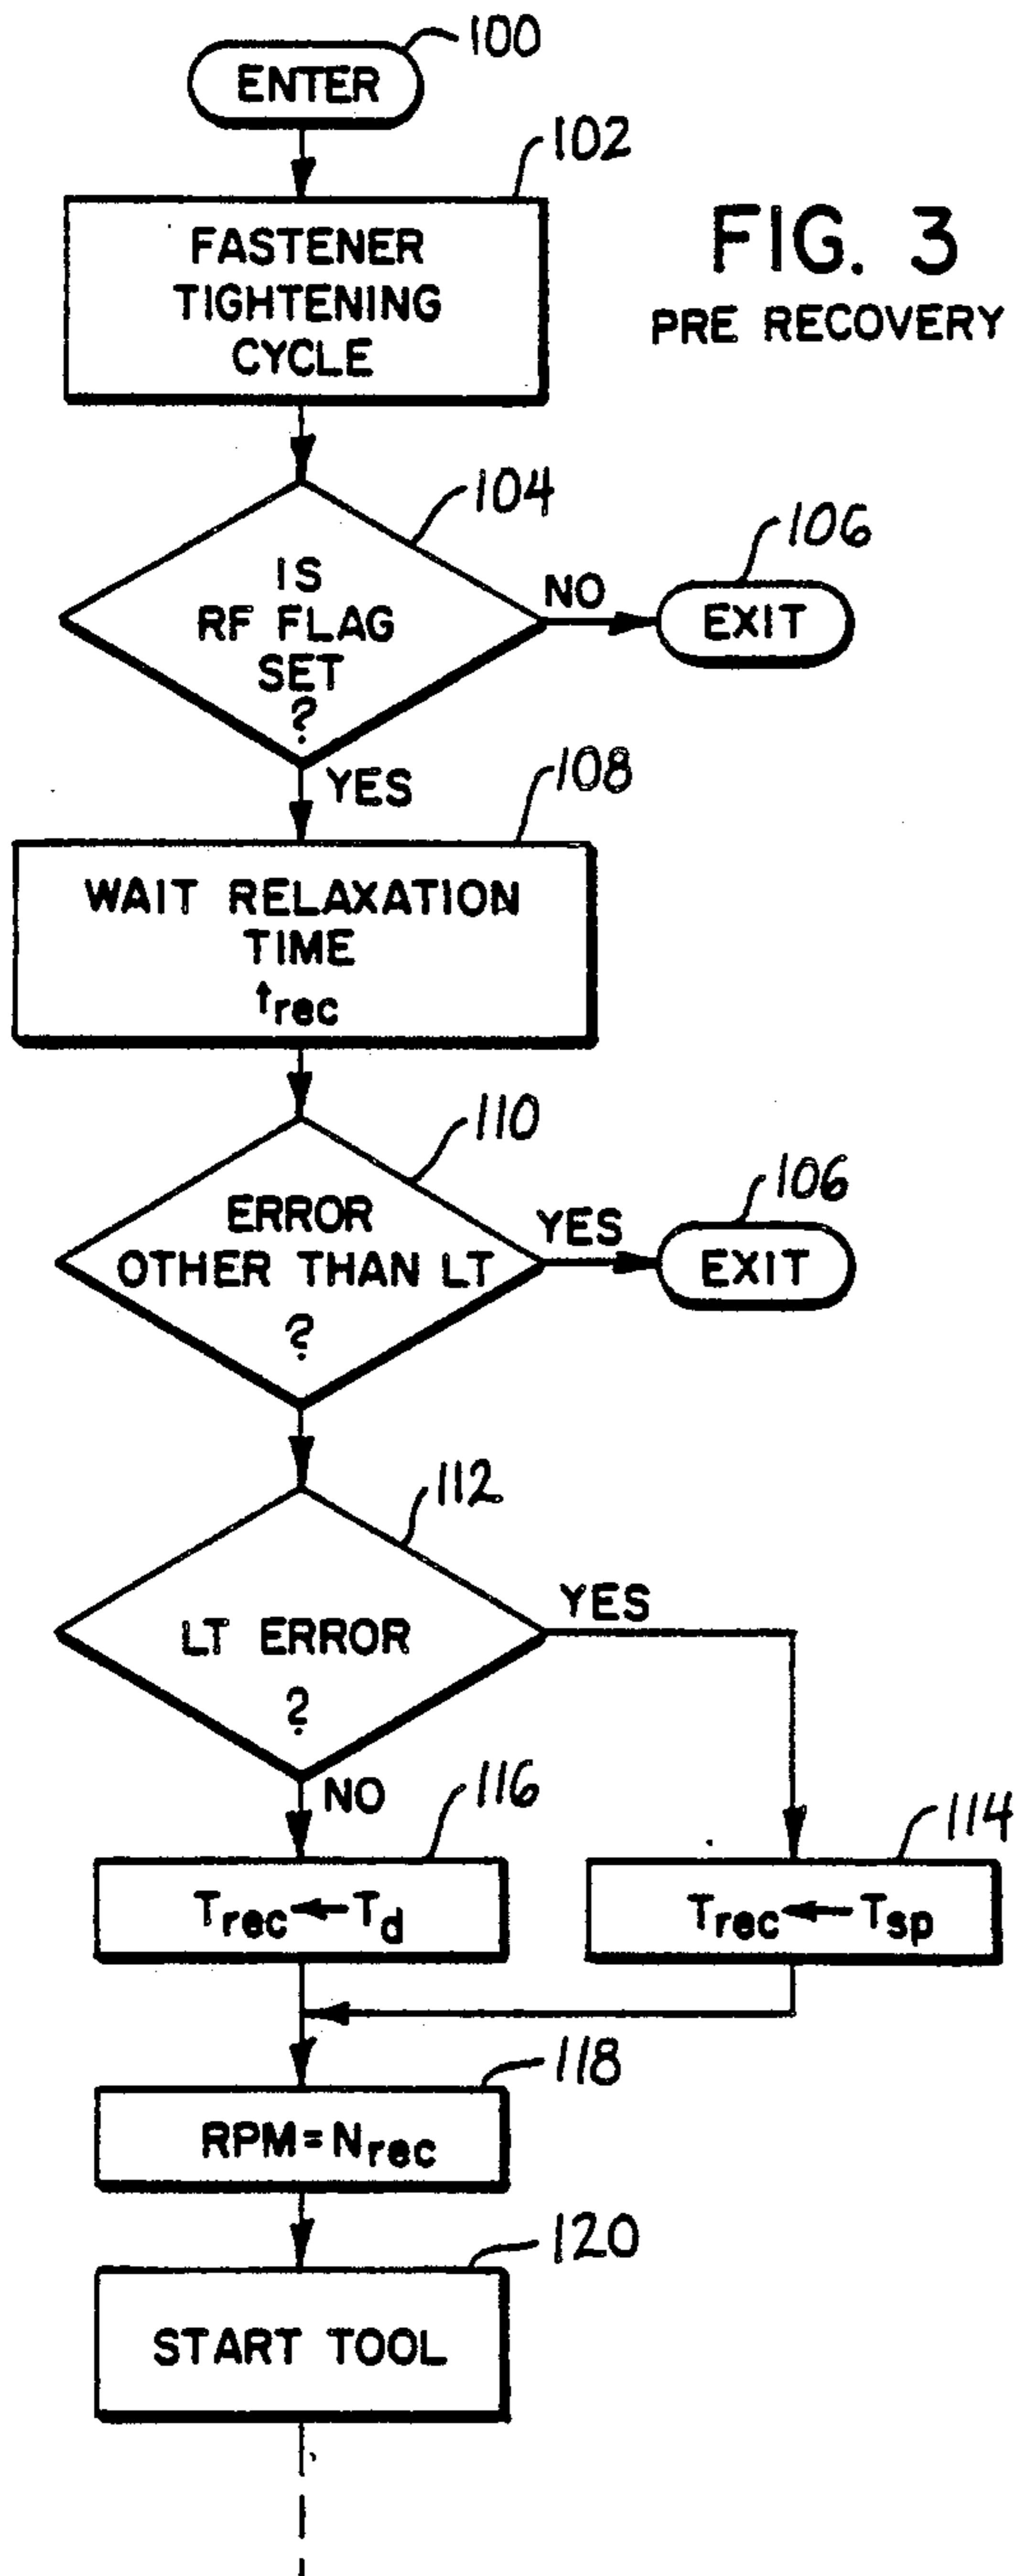 100
ENTER
102
FASTENER
TIGHTENING
CYCLE
FIG. 3
PRE RECOVERY
104
IS
RF FLAG
SET
?
NO
106
EXIT
YES
108
WAIT RELAXATION
TIME
trec
110
ERROR
OTHER THAN LT
?
YES
106
EXIT
112
LT ERROR
?
YES
NO
116
Trec←Td
114
Trec←Tsp
118
RPM=Nrec
120
START TOOL